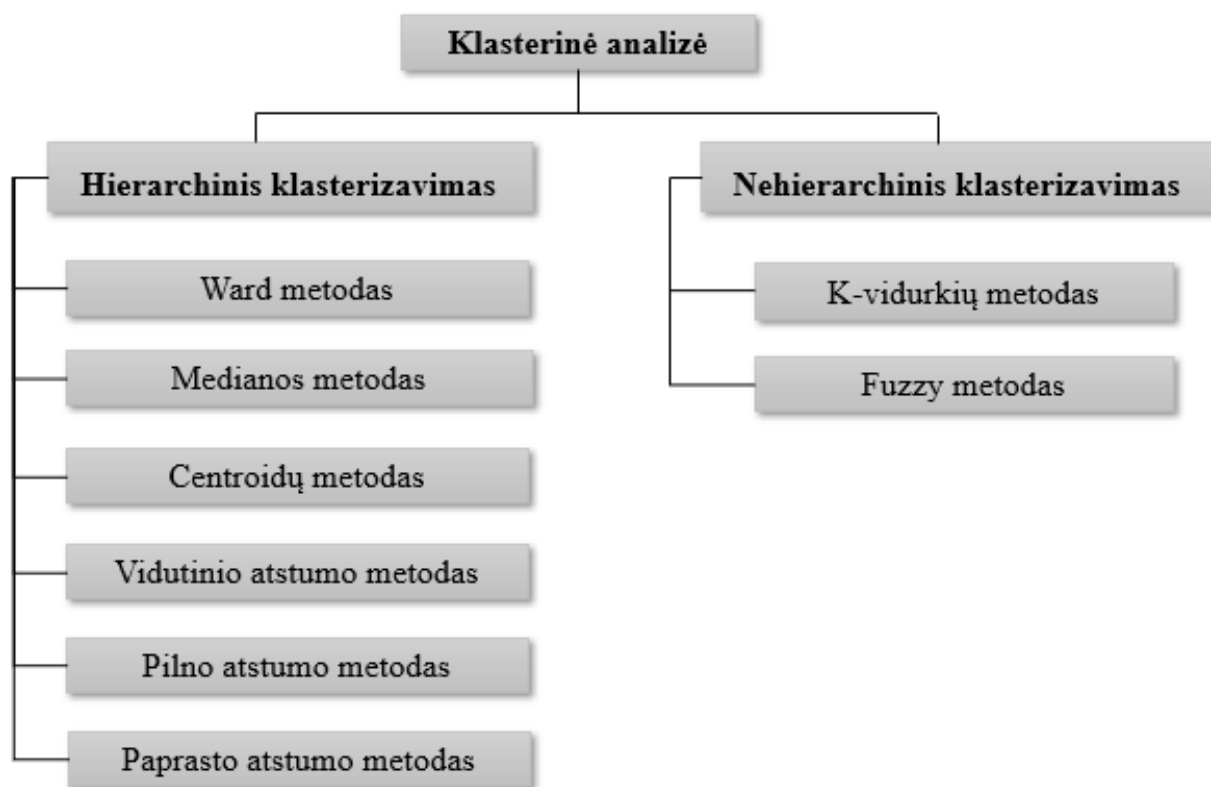 Klasterinė analizė
Hierarchinis klasterizavimas
Nehierarchinis klasterizavimas
Ward metodas
K-vidurkių metodas
Medianos metodas
Fuzzy metodas
Centroidų metodas
Vidutinio atstumo metodas
Pilno atstumo metodas
Paprasto atstumo metodas